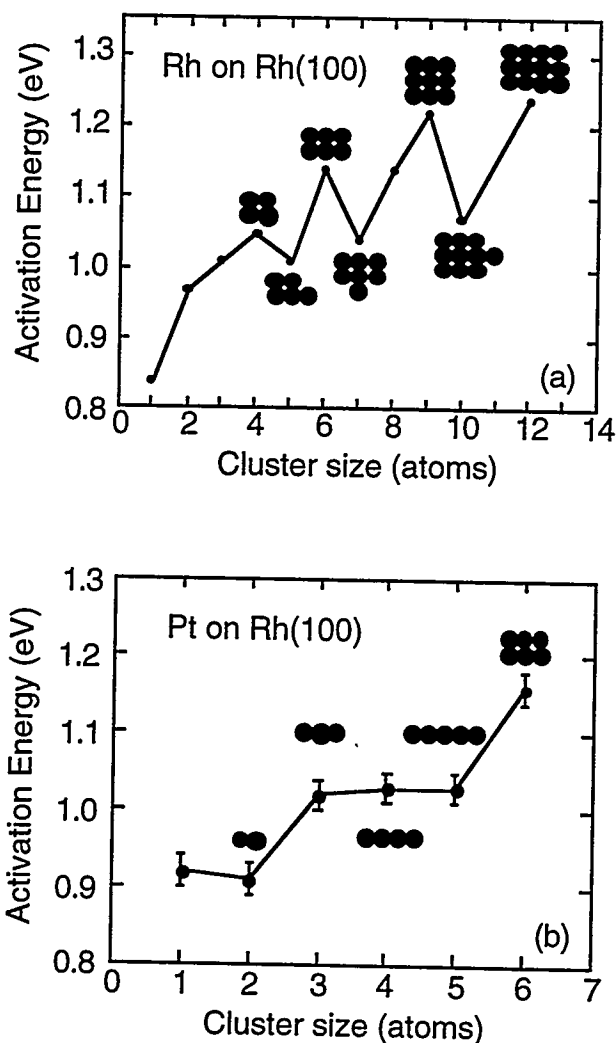 1.3
1.2
1.1
1.0
0.9
0.8
Activation Energy (eV)
Rh on Rh(100)
(a)
0 2 4 6 8 10 12 14
Cluster size (atoms)
1.3
1.2
1.1
1.0
0.9
0.8
Activation Energy (eV)
Pt on Rh(100)
(b)
0 1 2 3 4 5 6 7
Cluster size (atoms)